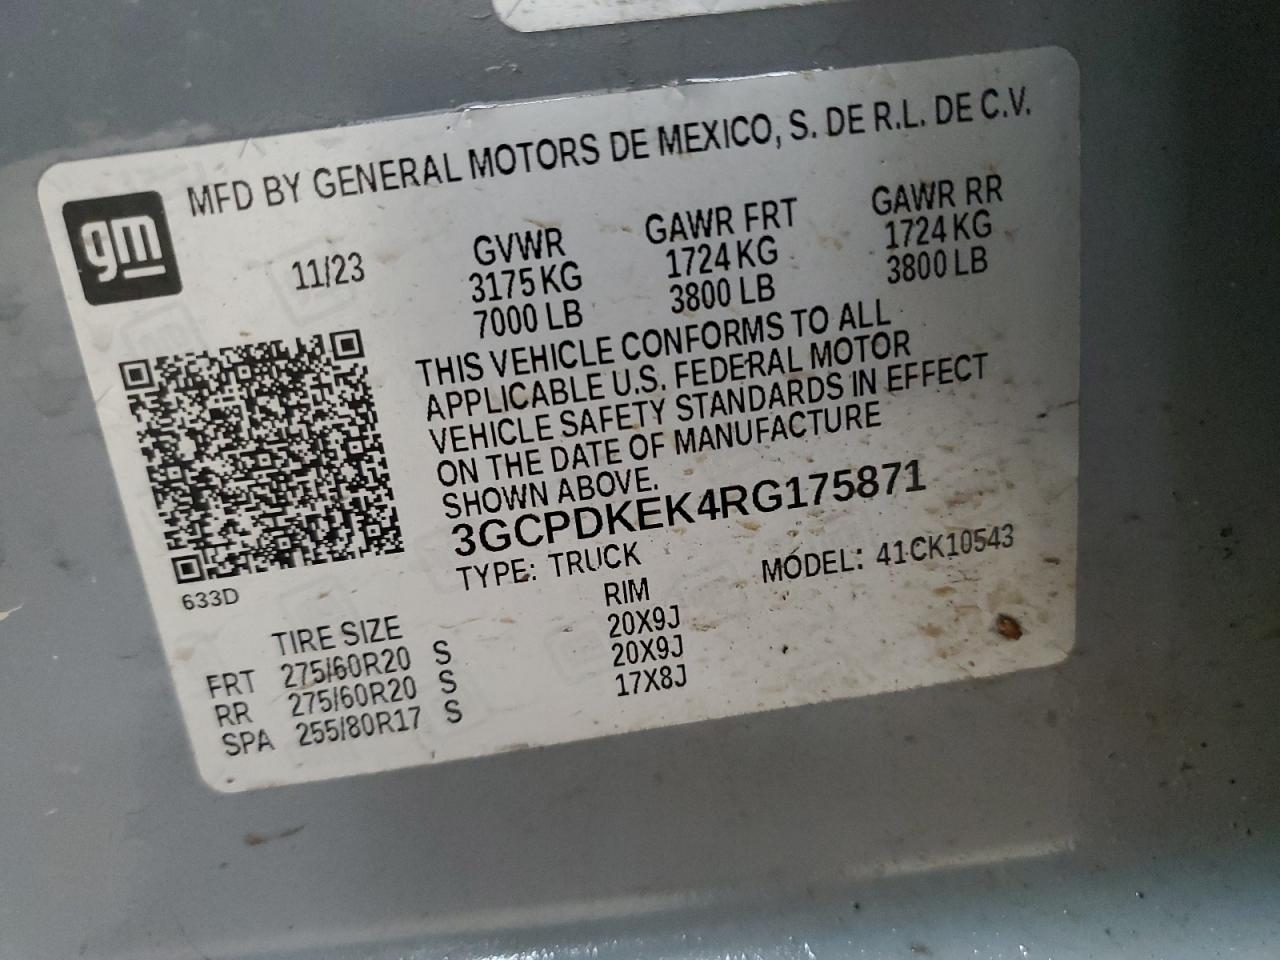 MFD BY GENERAL MOTORS DE MEXICO, S. DE R.L. DE C.V.
gm
11/23 GVWR GAWR FRT GAWR RR
3175 KG 1724 KG 1724 KG
7000 LB 3800 LB 3800 LB
THIS VEHICLE CONFORMS TO ALL
APPLICABLE U.S. FEDERAL MOTOR
VEHICLE SAFETY STANDARDS IN EFFECT
ON THE DATE OF MANUFACTURE
SHOWN ABOVE.
3GCPDKEK4RG175871
633D
TYPE: TRUCK MODEL: 41CK10543
TIRE SIZE RIM
FRT 275/60R20 S 20X9J
RR 275/60R20 S 20X9J
SPA 255/80R17 S 17X8J